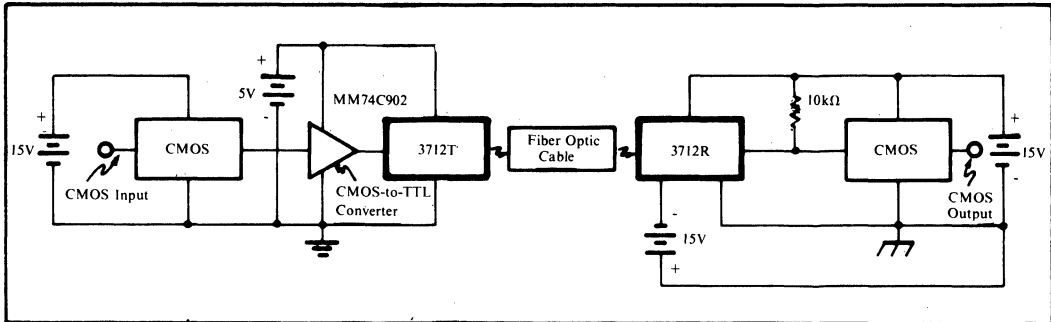 +
15V
CMOS
CMOS Input
+
5V
-
MM74C902
CMOS-to-TTL
Converter
3712T
Fiber Optic
Cable
3712R
-
15V
+
10kΩ
CMOS
CMOS
Output
+
15V
-